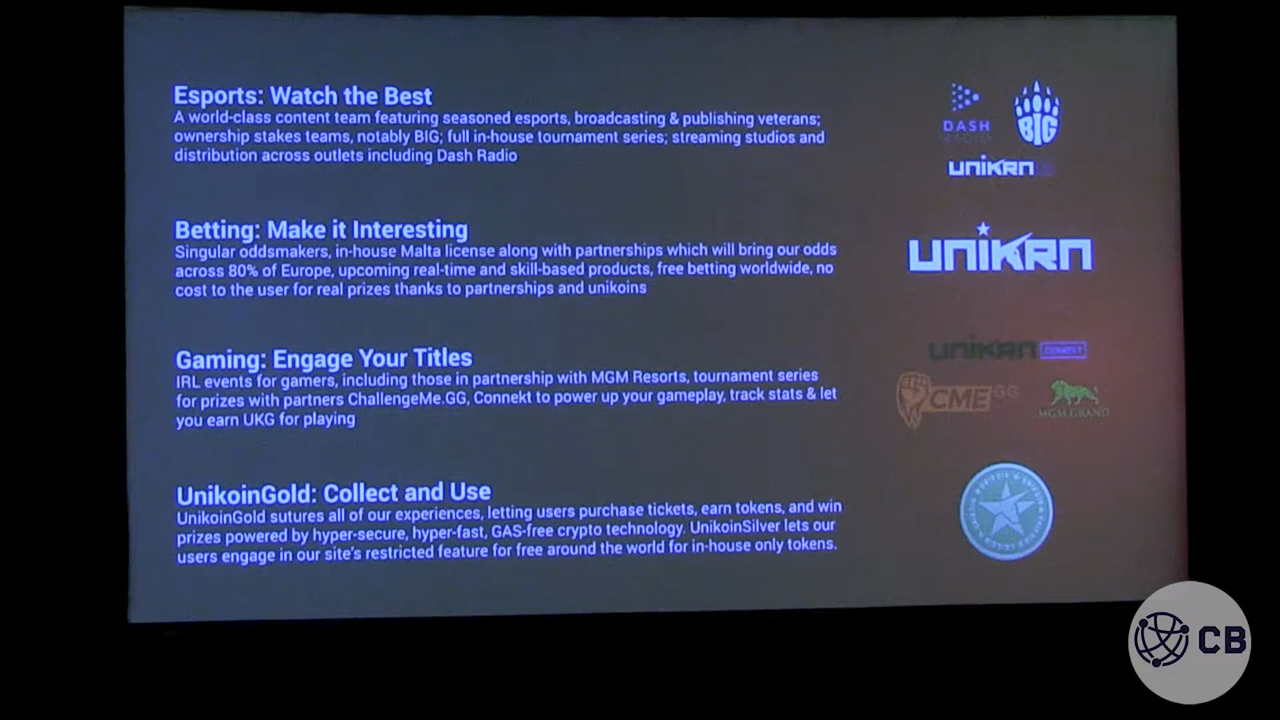 Esports: Watch the Best
A world-class content team featuring seasoned esports, broadcasting & publishing veterans;
ownership stakes teams, notably BIG; full in-house tournament series; streaming studios and
distribution across outlets including Dash Radio
DASH
RADIO
BIG
UNIKRN
Betting: Make it Interesting
Singular oddsmakers, in-house Malta license along with partnerships which will bring our odds
across 80% of Europe, upcoming real-time and skill-based products, free betting worldwide, no
cost to the user for real prizes thanks to partnerships and unikoins
UNIKRN
Gaming: Engage Your Titles
IRL events for gamers, including those in partnership with MGM Resorts, tournament series
for prizes with partners ChallengeMe.GG, Connekt to power up your gameplay, track stats & let
you earn UKG for playing
UNIKRN CONNEKT
CME GG
MGM GRAND
UnikoinGold: Collect and Use
UnikoinGold sutures all of our experiences, letting users purchase tickets, earn tokens, and win
prizes powered by hyper-secure, hyper-fast, GAS-free crypto technology. UnikoinSilver lets our
users engage in our site's restricted feature for free around the world for in-house only tokens.
CB